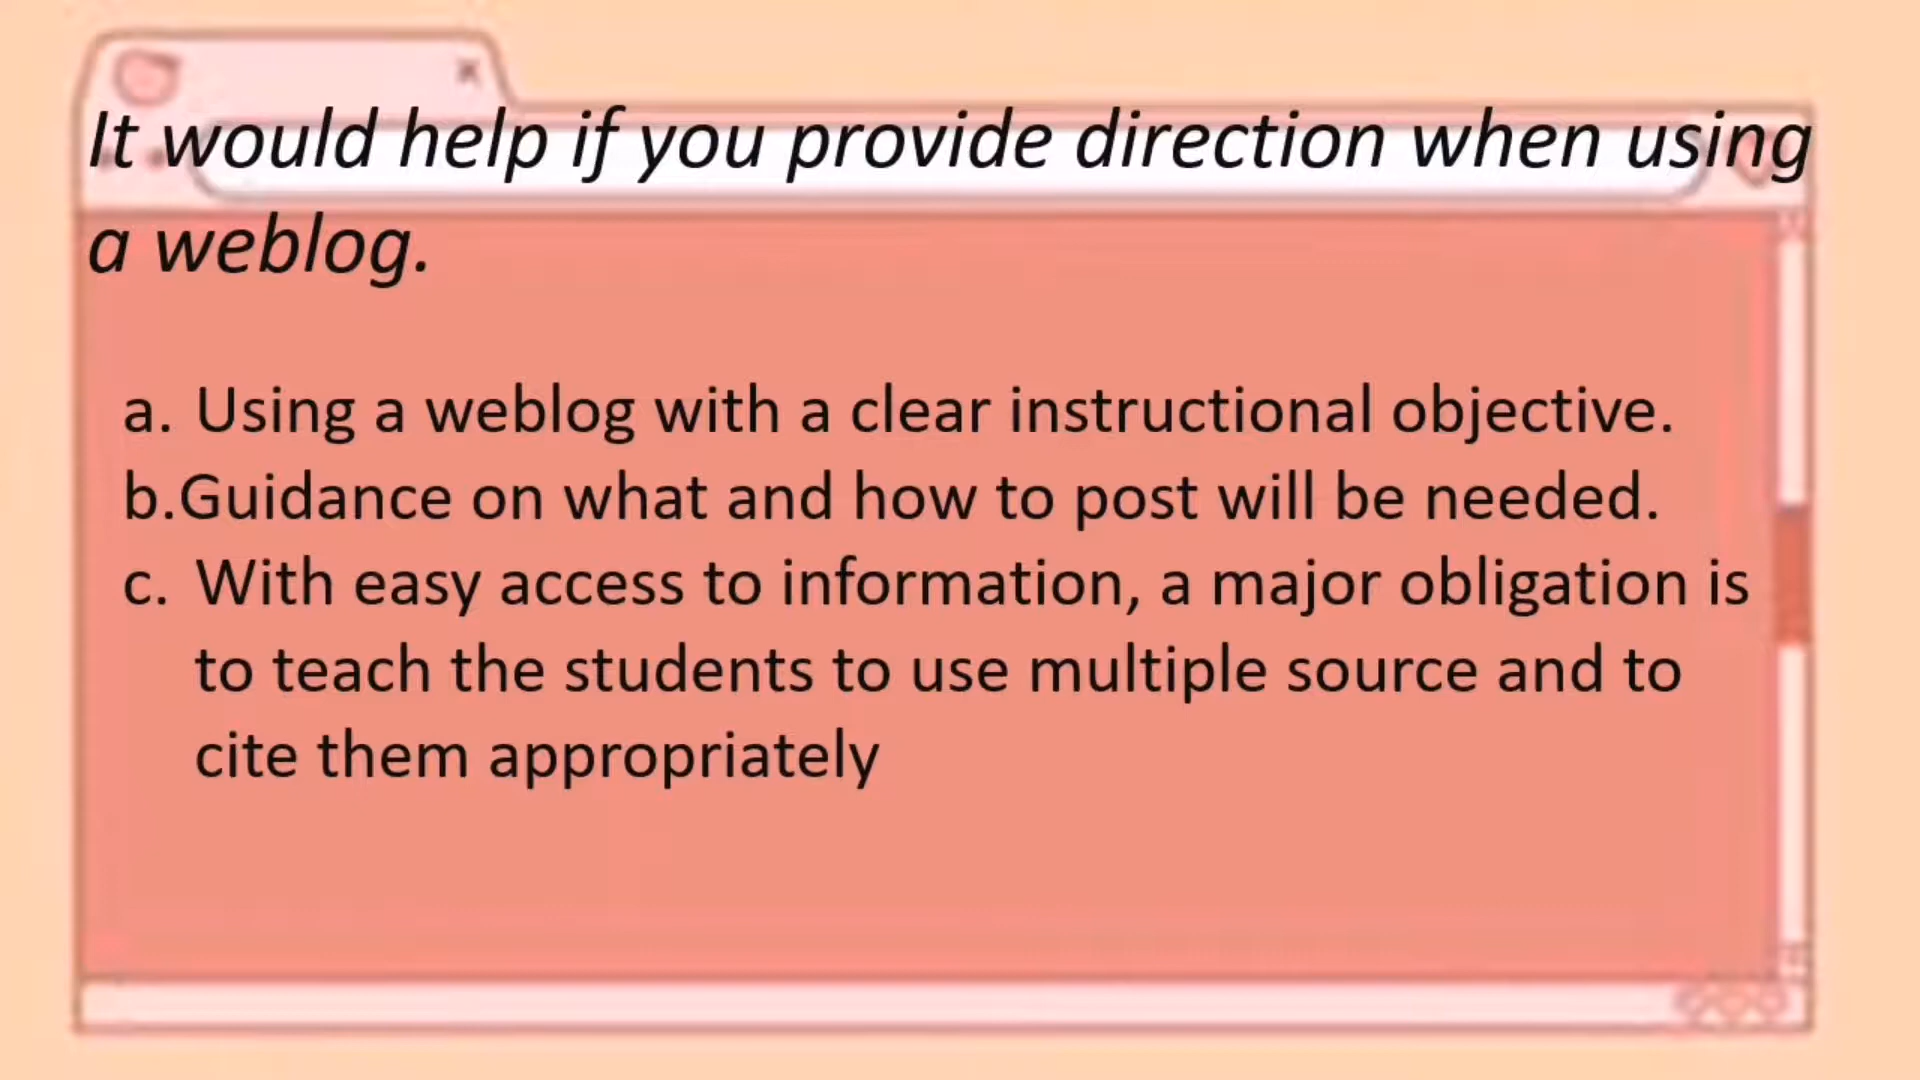 It would help if you provide direction when using
a weblog.
a. Using a weblog with a clear instructional objective.
b.Guidance on what and how to post will be needed.
c. With easy access to information, a major obligation is
to teach the students to use multiple source and to
cite them appropriately